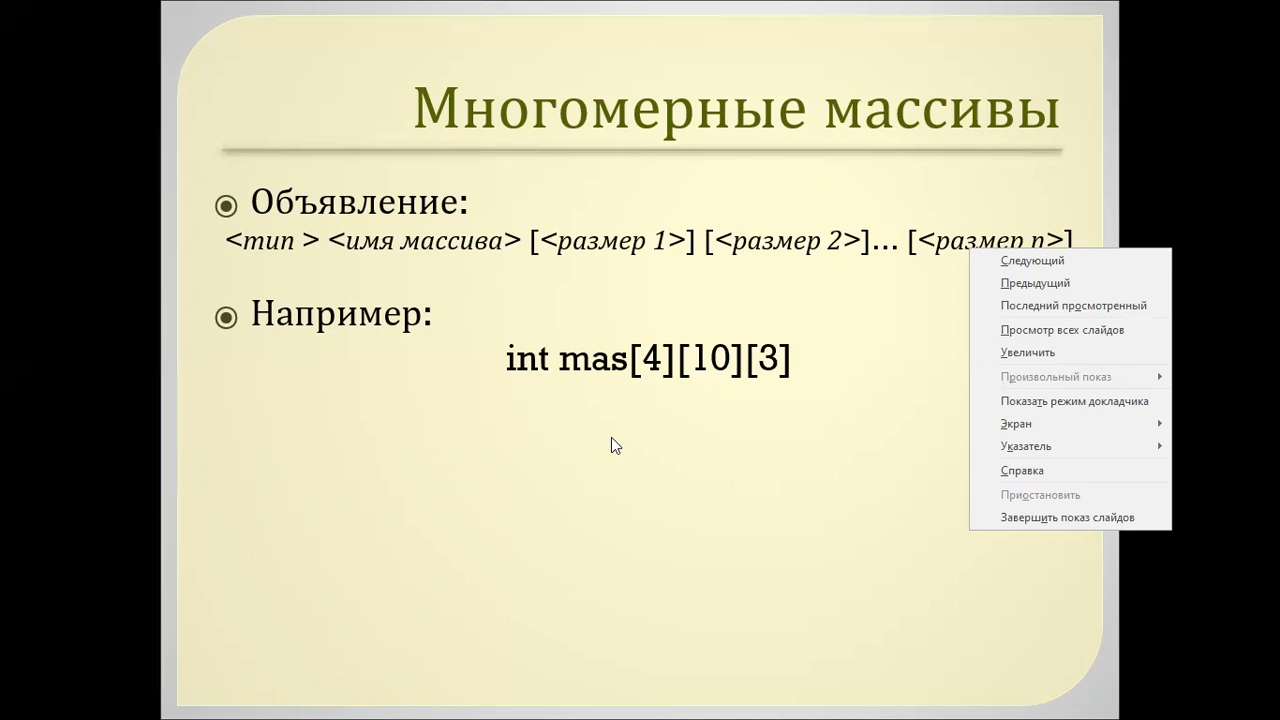 Многомерные массивы
Объявление:
<тип > <имя массива> [<размер 1>] [<размер 2>]... [<размер n>]
Например:
int mas[4][10][3]
Следующий
Предыдущий
Последний просмотренный
Просмотр всех слайдов
Увеличить
Произвольный показ
Показать режим докладчика
Экран
Указатель
Справка
Приостановить
Завершить показ слайдов